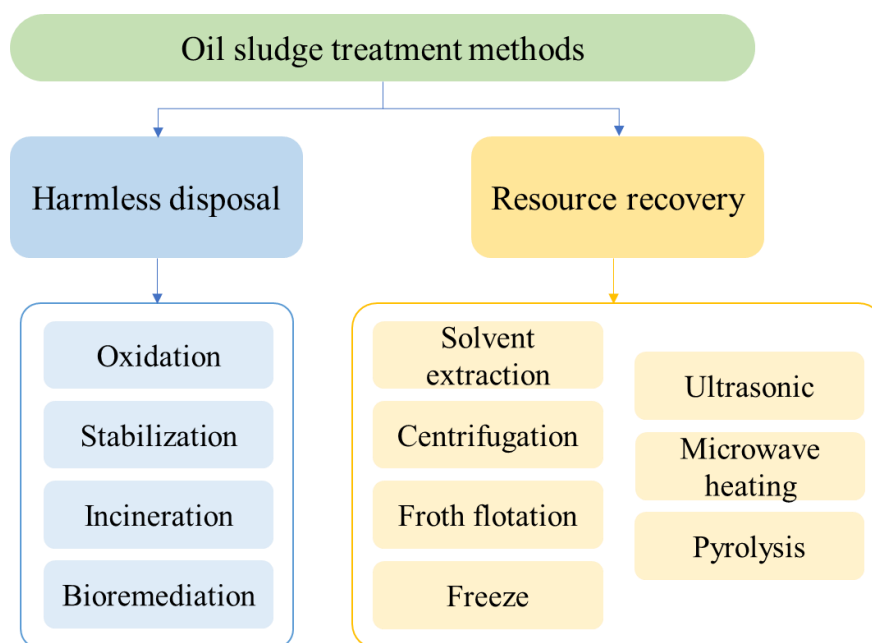 Oil sludge treatment methods
Harmless disposal
Resource recovery
Oxidation
Stabilization
Incineration
Bioremediation
Solvent
extraction
Centrifugation
Froth flotation
Freeze
Ultrasonic
Microwave
heating
Pyrolysis